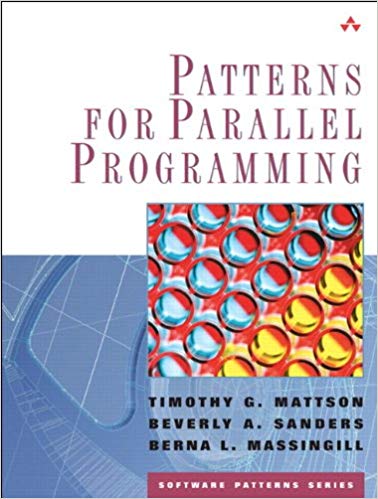 PATTERNS
FOR PARALLEL
PROGRAMMING
TIMOTHY G. MATTSON
BEVERLY A. SANDERS
BERNA L. MASSINGILL
SOFTWARE PATTERNS SERIES